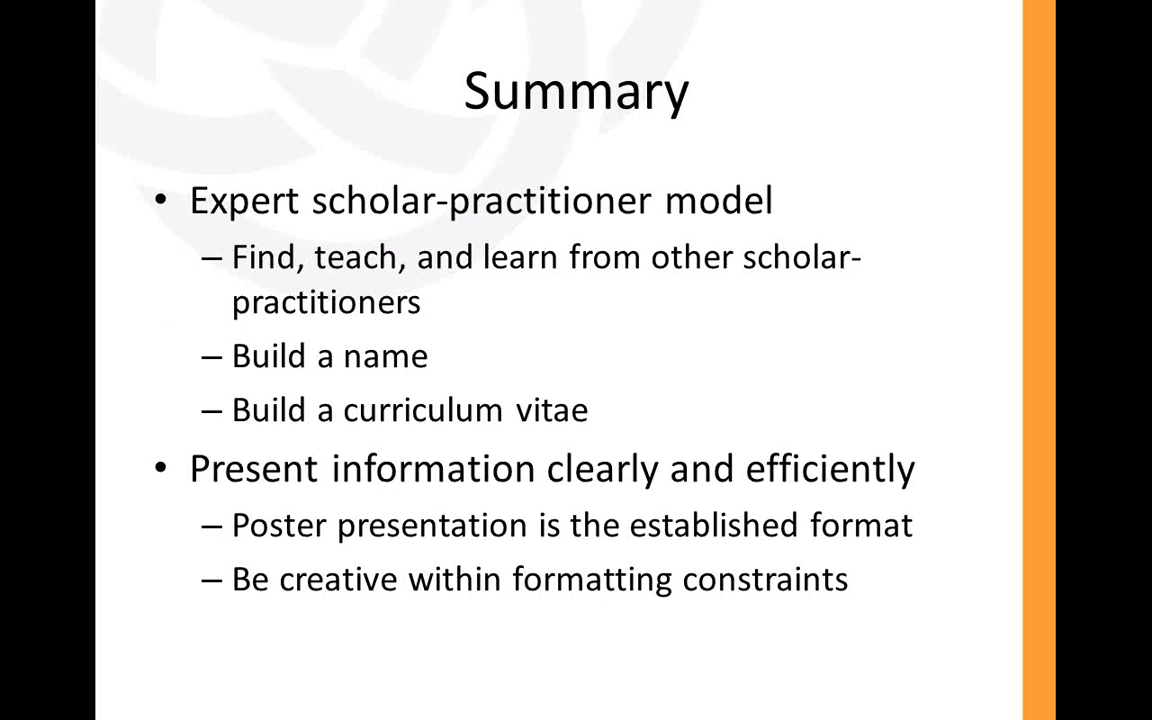 Summary
• Expert scholar-practitioner model
– Find, teach, and learn from other scholar-
practitioners
– Build a name
– Build a curriculum vitae
• Present information clearly and efficiently
– Poster presentation is the established format
– Be creative within formatting constraints